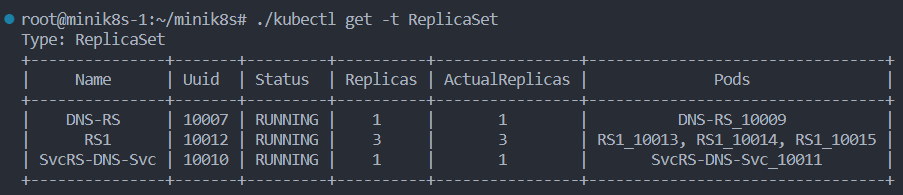 root@minik8s-1:~/minik8s# ./kubectl get -t ReplicaSet
Type: ReplicaSet
+---------------+-------+---------+----------+----------------+---------------------------------+
|     Name      | Uuid  | Status  | Replicas | ActualReplicas |              Pods               |
+---------------+-------+---------+----------+----------------+---------------------------------+
|    DNS-RS     | 10007 | RUNNING |    1     |       1        |          DNS-RS_10009           |
|      RS1      | 10012 | RUNNING |    3     |       3        | RS1_10013, RS1_10014, RS1_10015 |
| SvcRS-DNS-Svc | 10010 | RUNNING |    1     |       1        |       SvcRS-DNS-Svc_10011       |
+---------------+-------+---------+----------+----------------+---------------------------------+